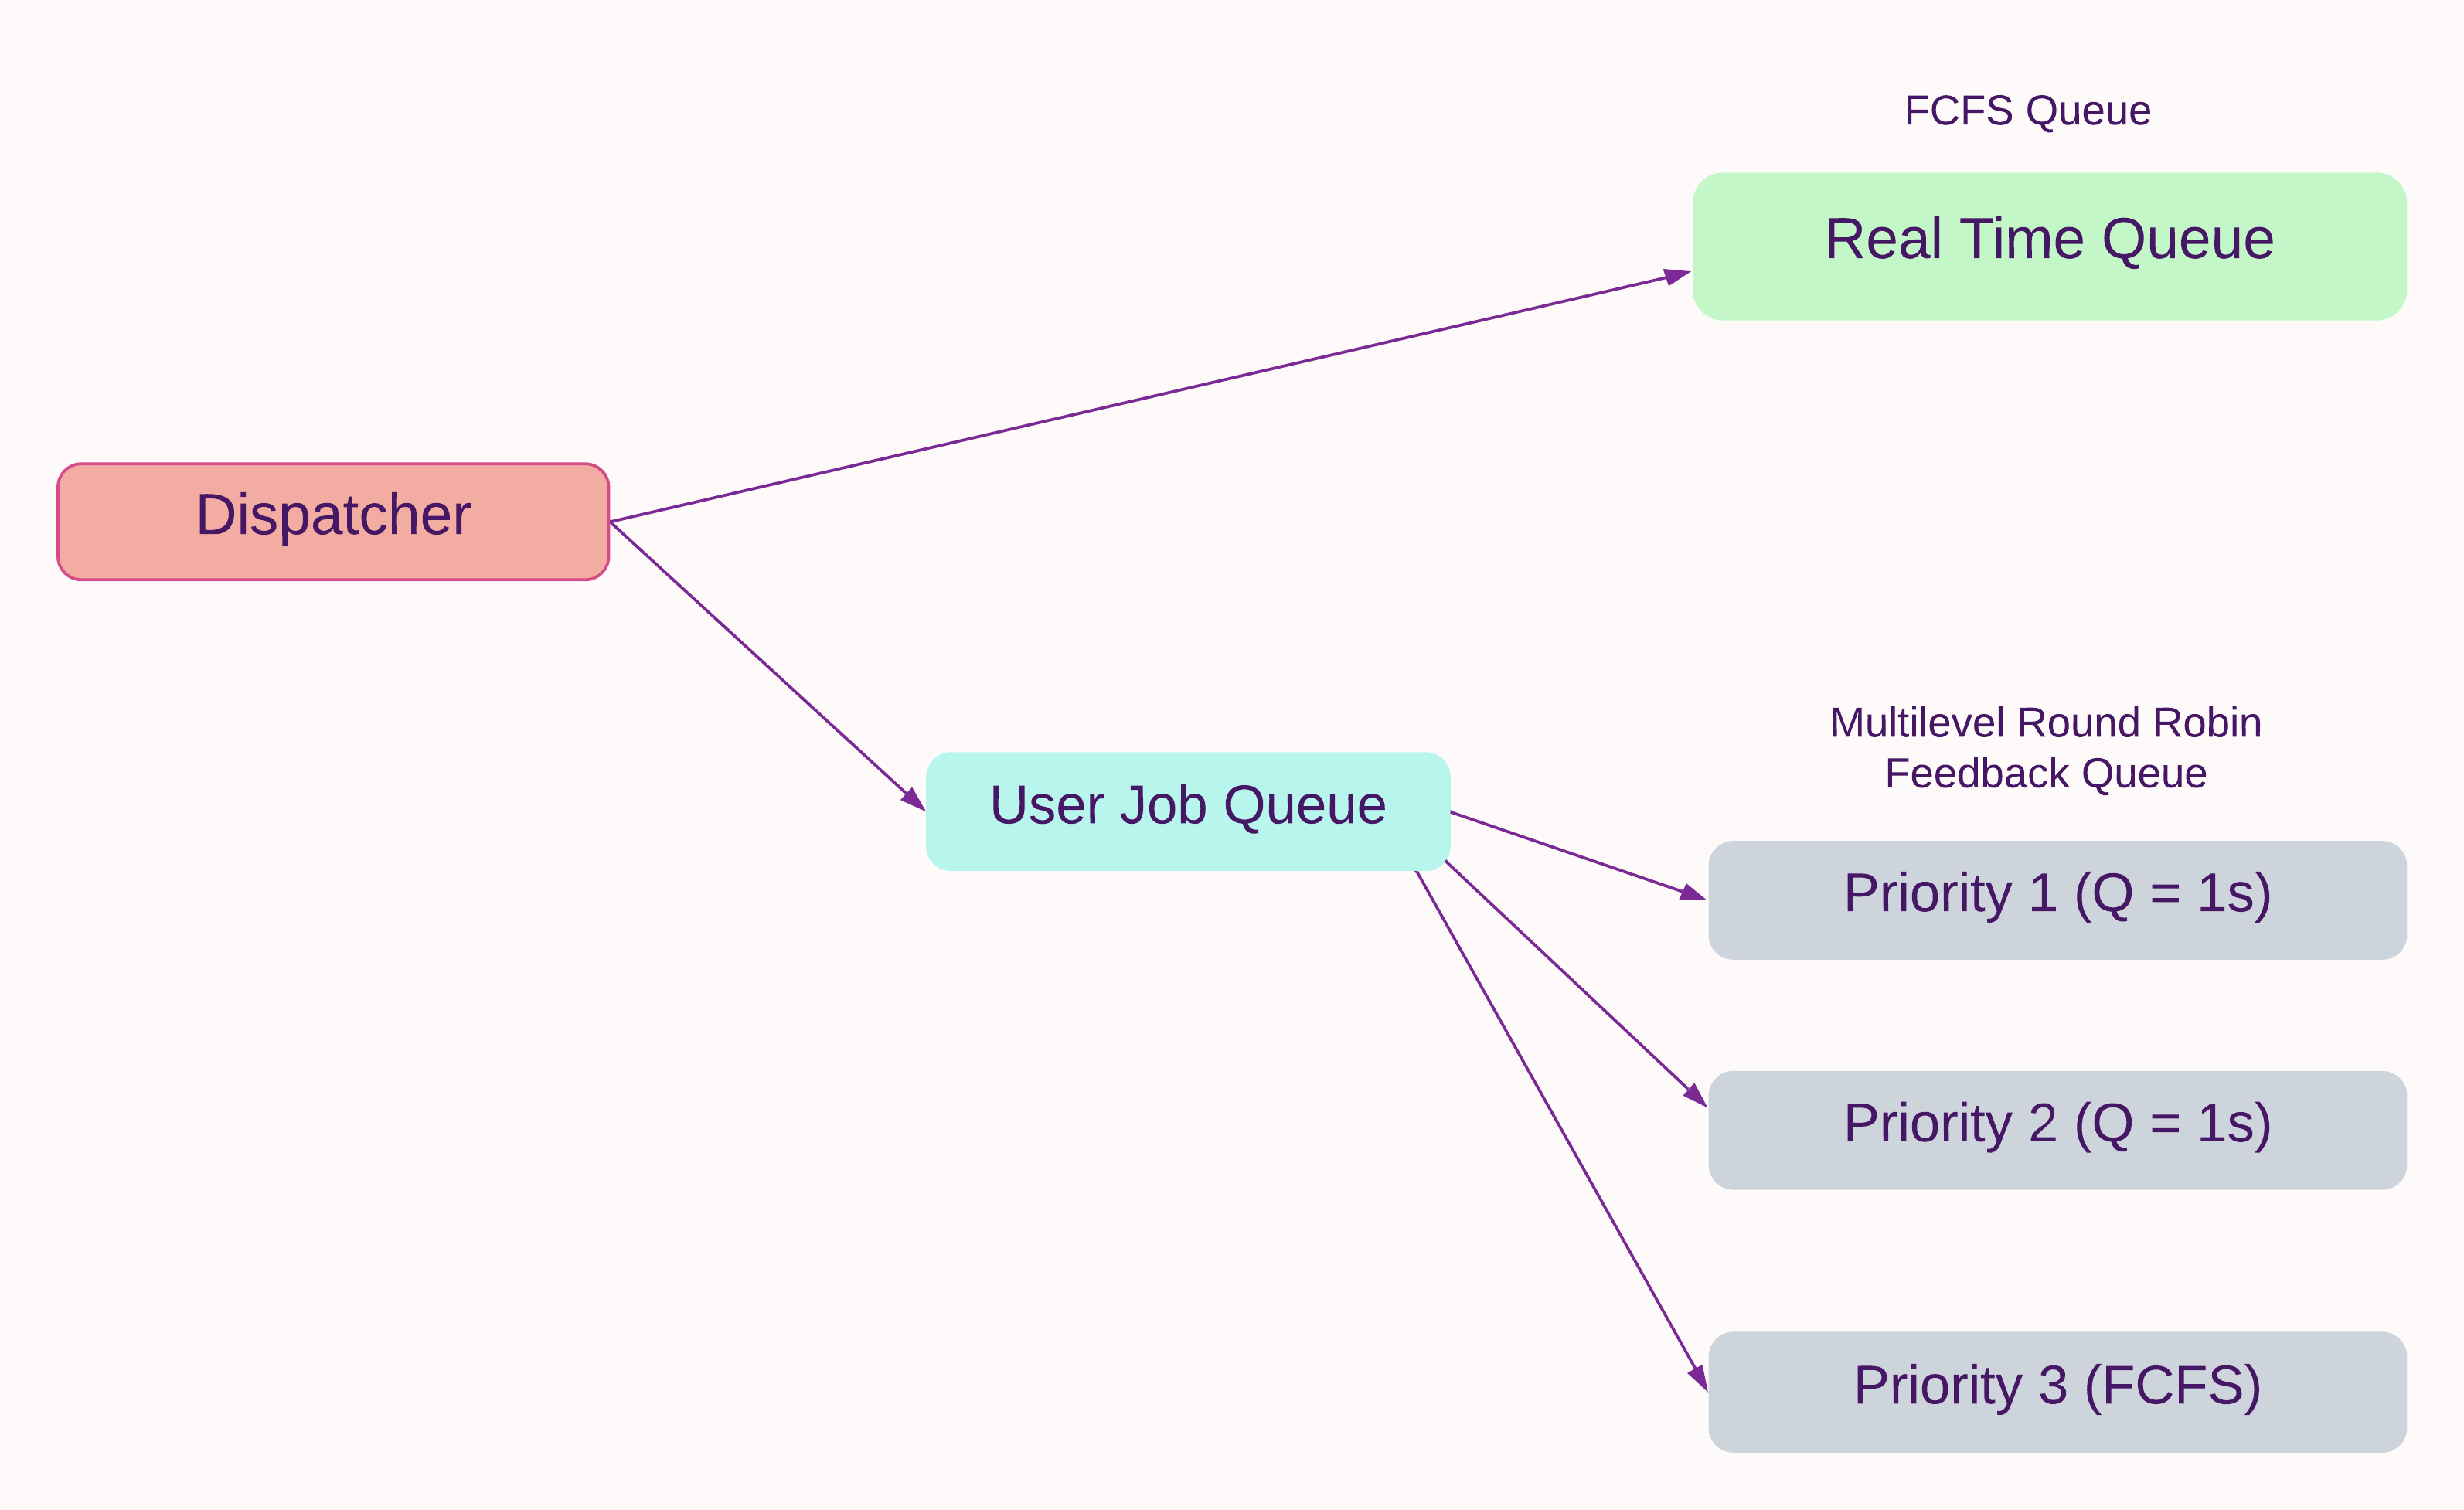 FCFS Queue
Real Time Queue
Dispatcher
User Job Queue
Multilevel Round Robin
Feedback Queue
Priority 1 (Q = 1s)
Priority 2 (Q = 1s)
Priority 3 (FCFS)